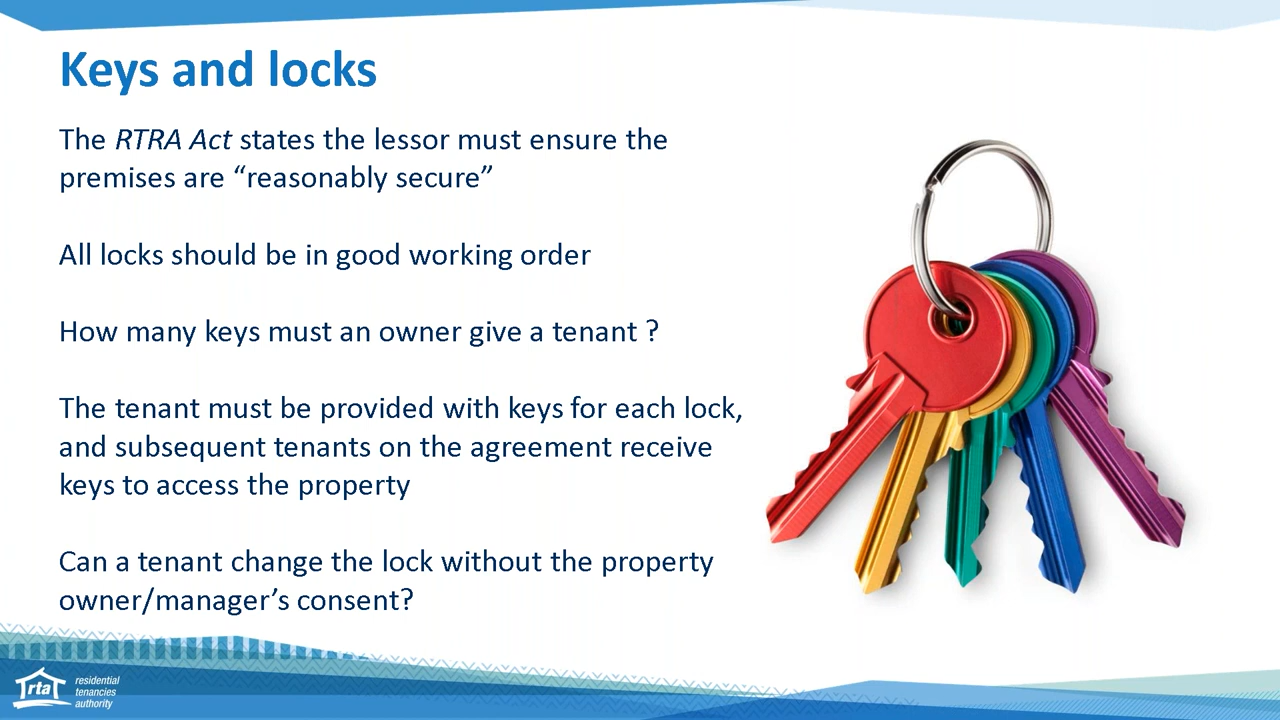 Keys and locks
The RTRA Act states the lessor must ensure the
premises are “reasonably secure”
All locks should be in good working order
How many keys must an owner give a tenant ?
The tenant must be provided with keys for each lock,
and subsequent tenants on the agreement receive
keys to access the property
Can a tenant change the lock without the property
owner/manager’s consent?
rta
residential
tenancies
authority